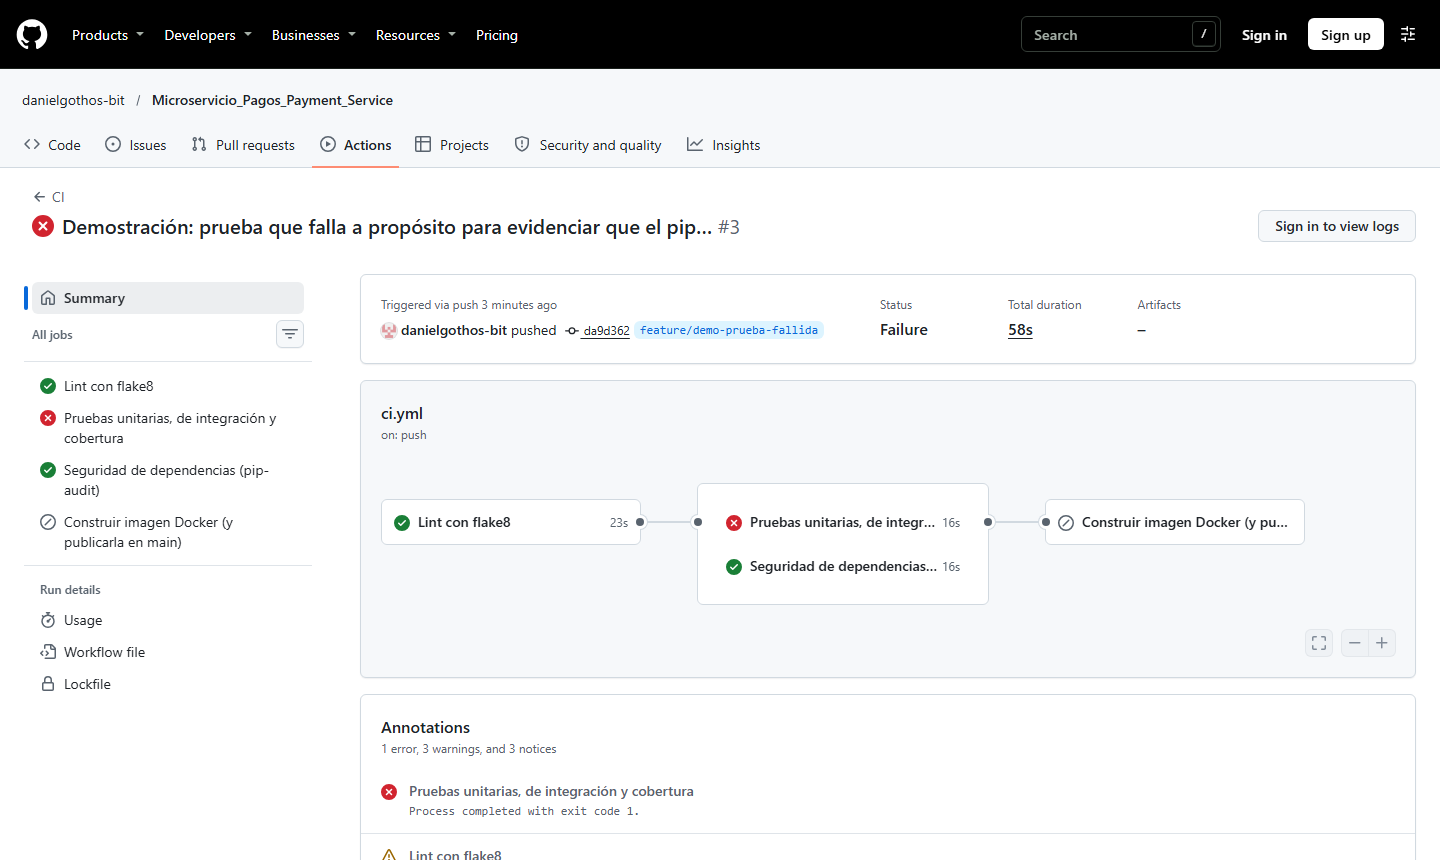 Products
Developers
Businesses
Resources
Pricing
Search
/
Sign in
Sign up
danielgothos-bit / Microservicio_Pagos_Payment_Service
Code
Issues
Pull requests
Actions
Projects
Security and quality
Insights
← CI
Demostración: prueba que falla a propósito para evidenciar que el pip... #3
Sign in to view logs
Summary
All jobs
Lint con flake8
Pruebas unitarias, de integración y
cobertura
Seguridad de dependencias (pip-
audit)
Construir imagen Docker (y
publicarla en main)
Run details
Usage
Workflow file
Lockfile
Triggered via push 3 minutes ago
danielgothos-bit pushed da9d362 feature/demo-prueba-fallida
Status
Failure
Total duration
58s
Artifacts
–
ci.yml
on: push
Lint con flake8 23s
Pruebas unitarias, de integr... 16s
Seguridad de dependencias... 16s
Construir imagen Docker (y pu...
Annotations
1 error, 3 warnings, and 3 notices
Pruebas unitarias, de integración y cobertura
Process completed with exit code 1.
Lint con flake8